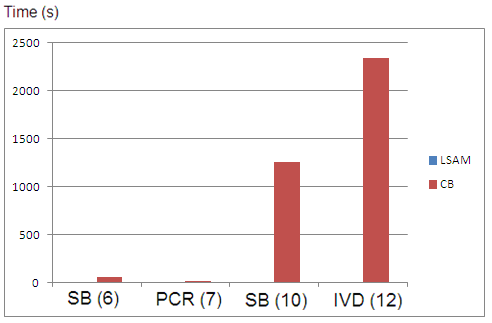 Time (s)
2500
2000
1500
1000
500
0
SB (6) PCR (7) SB (10) IVD (12)
LSAM
CB